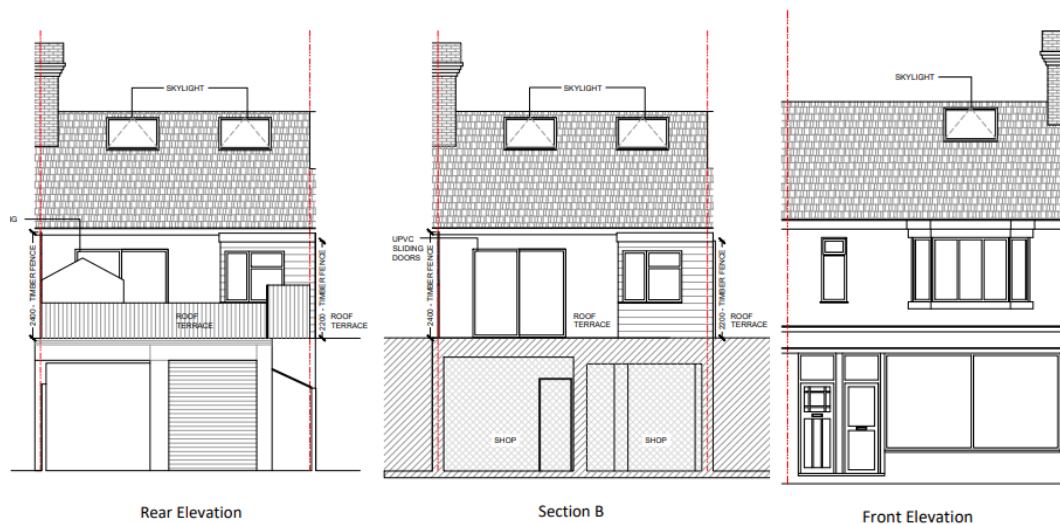 SKYLIGHT
IG
2400 - TIMBER FENCE
ROOF
TERRACE
2200 - TIMBER FENCE
ROOF
TERRACE
Rear Elevation
SKYLIGHT
UPVC
SLIDING
DOORS
2400 - TIMBER FENCE
ROOF
TERRACE
2200 - TIMBER FENCE
ROOF
TERRACE
SHOP
SHOP
Section B
SKYLIGHT
Front Elevation